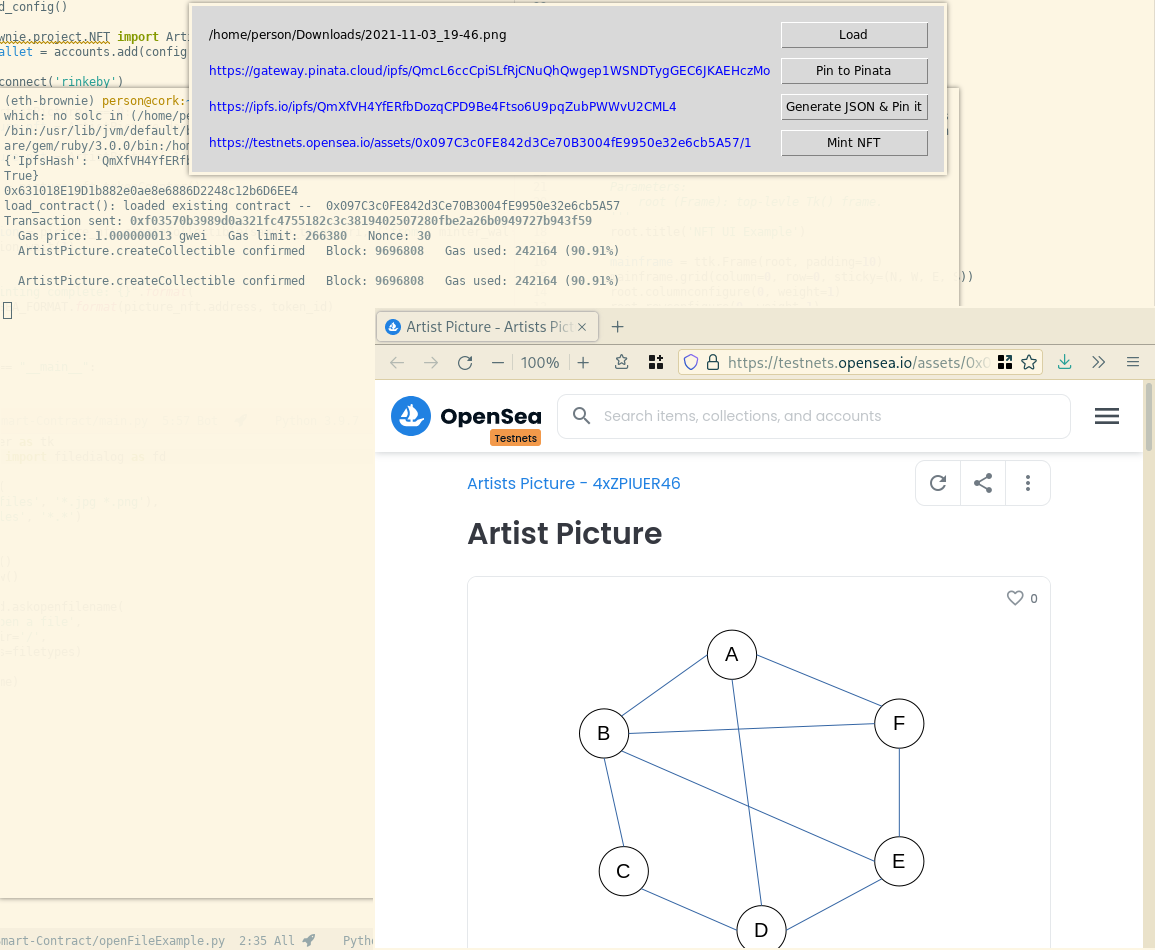 d_config()
wnie.project.NFT import Art
allet = accounts.add(config
connect('rinkeby')
/home/person/Downloads/2021-11-03_19-46.png
Load
https://gateway.pinata.cloud/ipfs/QmcL6ccCpiSLfRjCNuQhQwgep1WSNDTygGEC6JKAEHczMo
Pin to Pinata
https://ipfs.io/ipfs/QmXfVH4YfERfbDozqCPD9Be4Ftso6U9pqZubPWWvU2CML4
Generate JSON & Pin it
https://testnets.opensea.io/assets/0x097C3c0FE842d3Ce70B3004fE9950e32e6cb5A57/1
Mint NFT
(eth-brownie) person@cork:
which: no solc in (/home/pe
/bin:/usr/lib/jvm/default/b
are/gem/ruby/3.0.0/bin:/hom
{'IpfsHash': 'QmXfVH4YfERfb
True}
0x631018E19D1b882e0ae8e6886D2248c12b6D6EE4
load_contract(): loaded existing contract -- 0x097C3c0FE842d3Ce70B3004fE9950e32e6cb5A57
Transaction sent: 0xf03570b3989d0a321fc4755182c3c3819402507280fbe2a26b0949727b943f59
Gas price: 1.000000013 gwei Gas limit: 266380 Nonce: 30
ArtistPicture.createCollectible confirmed Block: 9696808 Gas used: 242164 (90.91%)
ArtistPicture.createCollectible confirmed Block: 9696808 Gas used: 242164 (90.91%)
Artist Picture - Artists Pict
100%
https://testnets.opensea.io/assets/0x0
OpenSea
Testnets
Search items, collections, and accounts
Artists Picture - 4xZPIUER46
Artist Picture
0
A
B
F
C
E
D
mart-Contract/openFileExample.py 2:35 All
Pyth